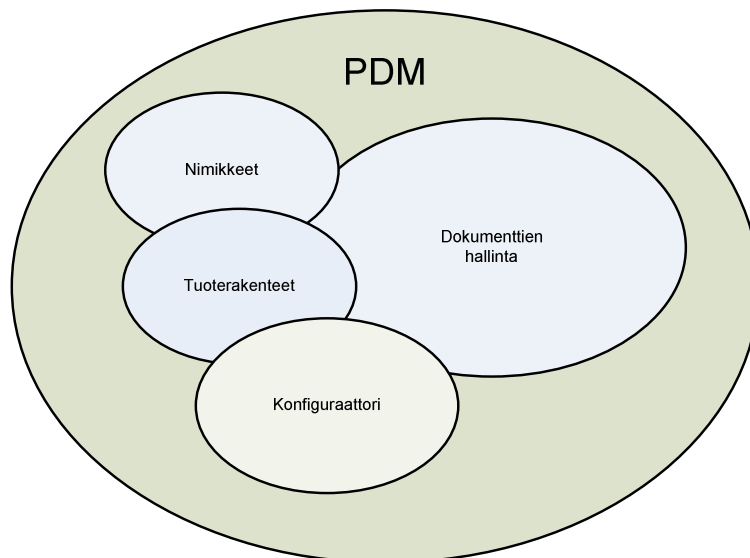 PDM
Nimikkeet
Dokumenttien
hallinta
Tuoterakenteet
Konfiguraattori